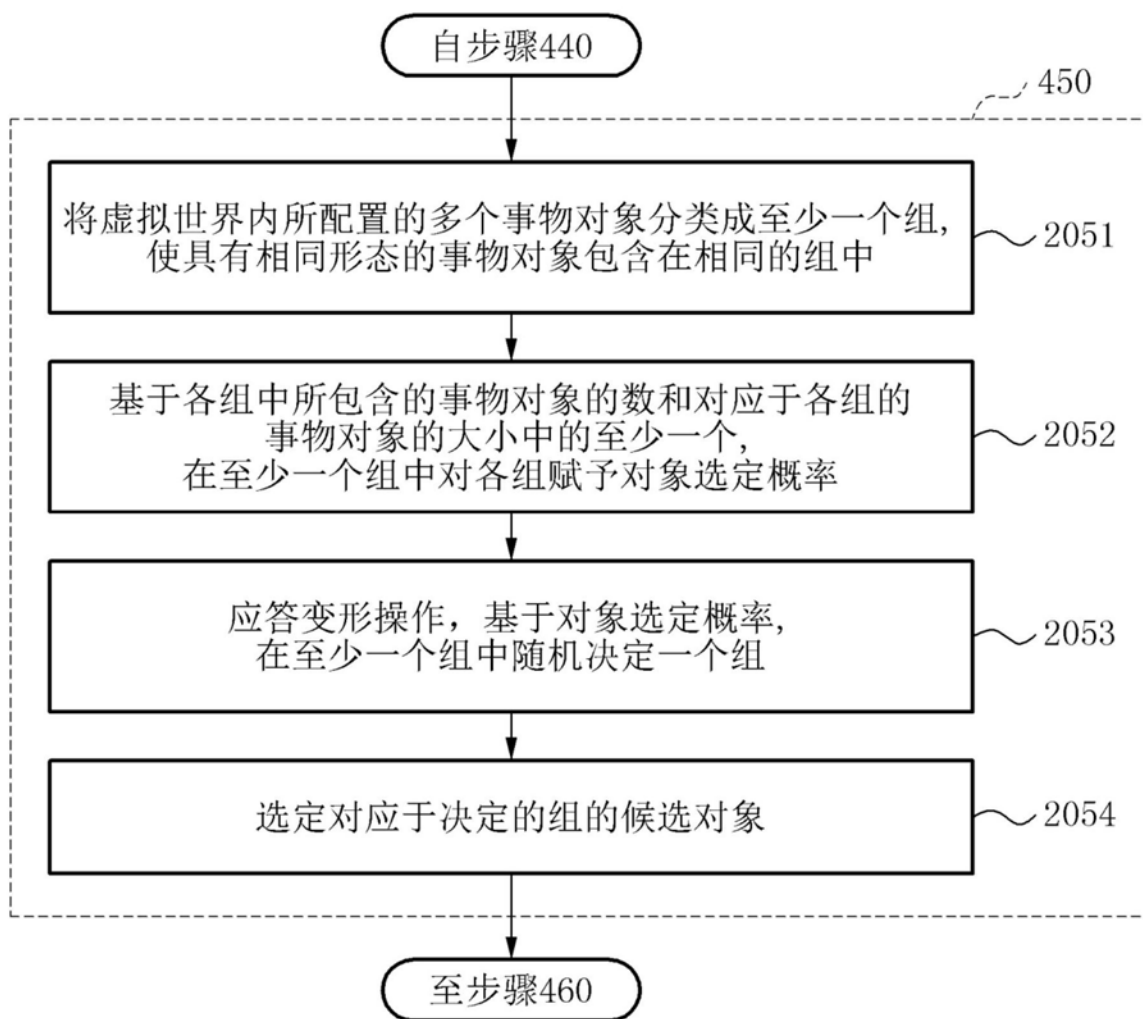 自步骤440
450
将虚拟世界内所配置的多个事物对象分类成至少一个组,
使具有相同形态的事物对象包含在相同的组中
2051
基于各组中所包含的事物对象的数和对应于各组的
事物对象的大小中的至少一个,
在至少一个组中对各组赋予对象选定概率
2052
应答变形操作，基于对象选定概率,
在至少一个组中随机决定一个组
2053
选定对应于决定的组的候选对象
2054
至步骤460